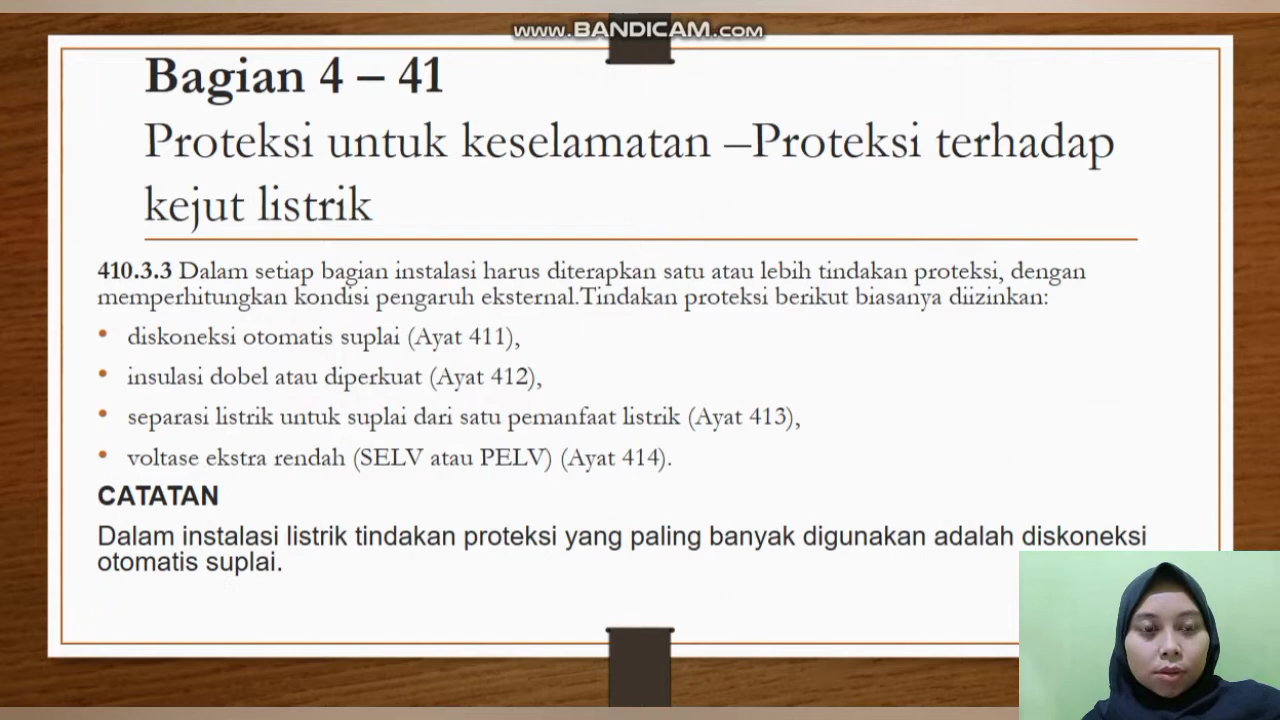 www.BANDICAM.com
Bagian 4 – 41
Proteksi untuk keselamatan –Proteksi terhadap
kejut listrik
410.3.3 Dalam setiap bagian instalasi harus diterapkan satu atau lebih tindakan proteksi, dengan
memperhitungkan kondisi pengaruh eksternal.Tindakan proteksi berikut biasanya diizinkan:
• diskoneksi otomatis suplai (Ayat 411),
• insulasi dobel atau diperkuat (Ayat 412),
• separasi listrik untuk suplai dari satu pemanfaat listrik (Ayat 413),
• voltase ekstra rendah (SELV atau PELV) (Ayat 414).
CATATAN
Dalam instalasi listrik tindakan proteksi yang paling banyak digunakan adalah diskoneksi
otomatis suplai.